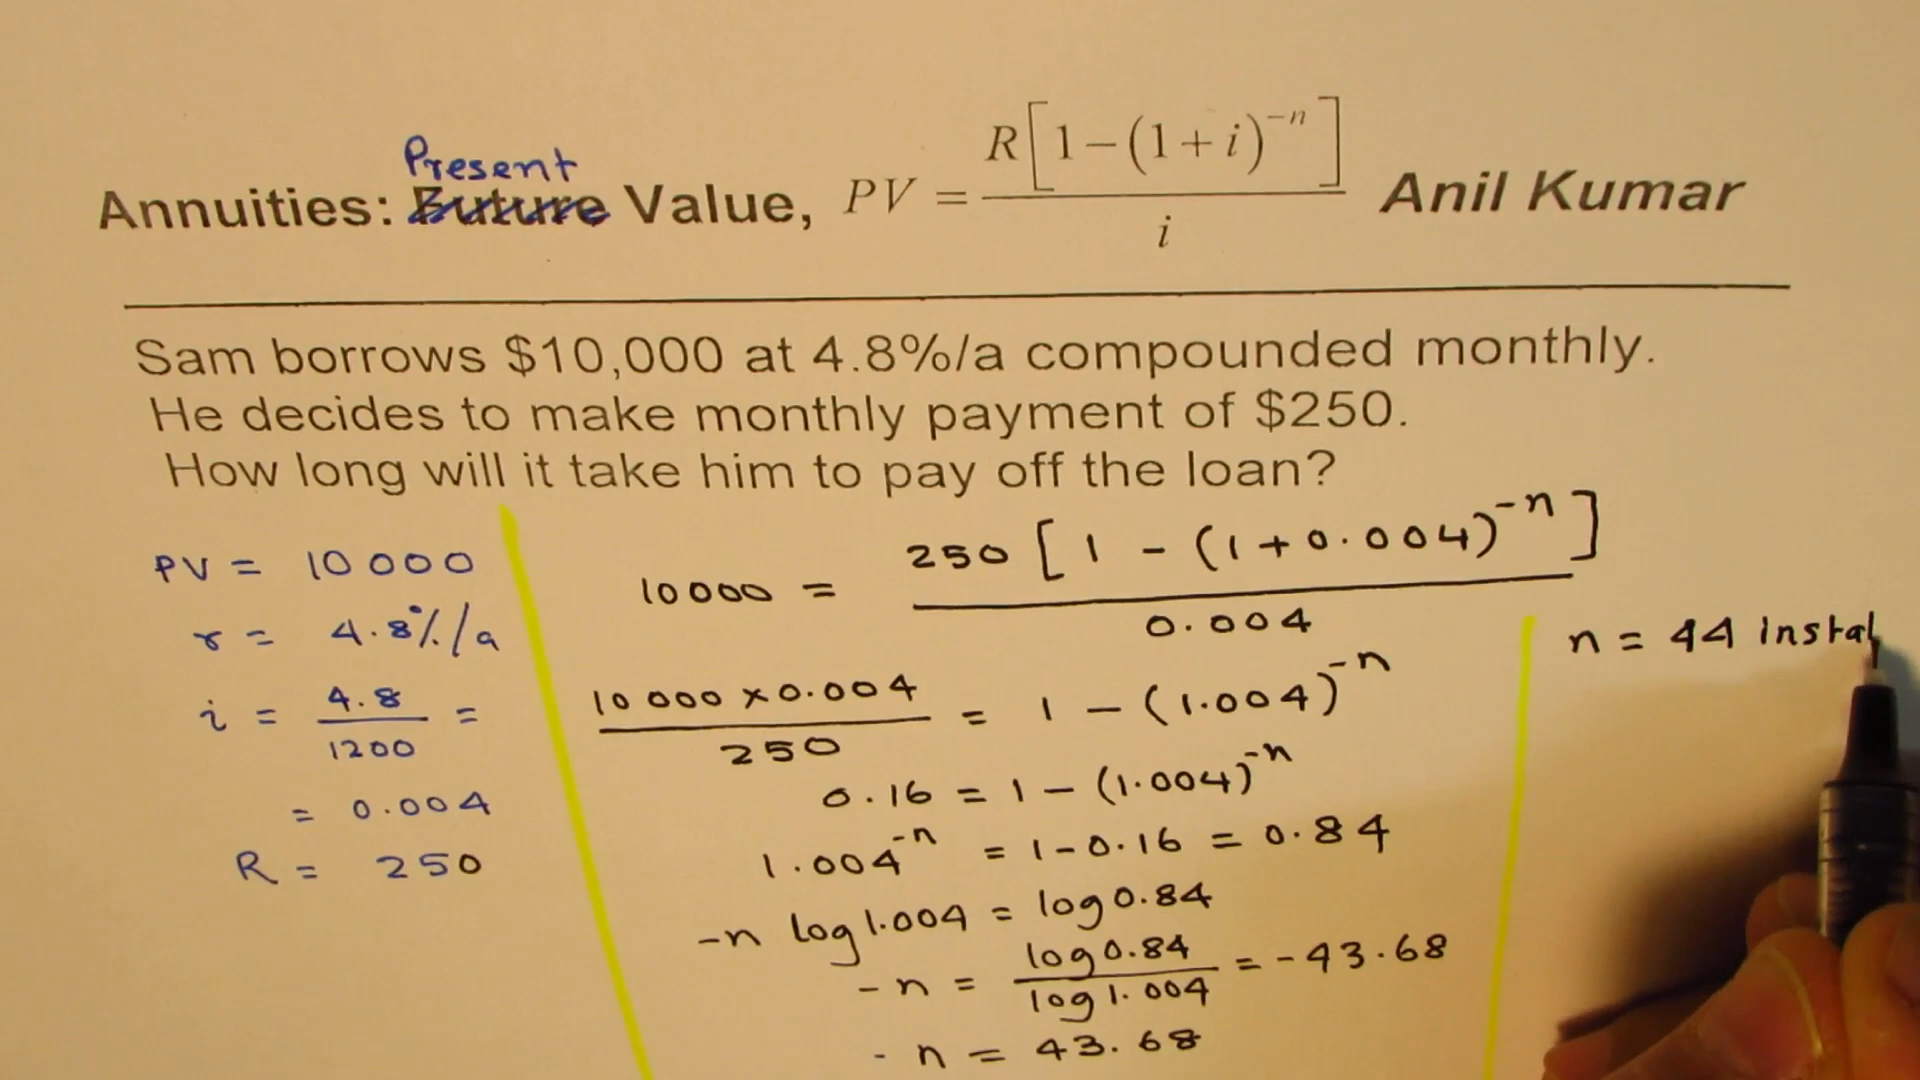 Present
Annuities: Future Value, PV = R[1-(1+i)^-n] / i Anil Kumar
Sam borrows $10,000 at 4.8%/a compounded monthly.
He decides to make monthly payment of $250.
How long will it take him to pay off the loan?
PV = 10 000
r = 4.8%/a
i = 4.8/1200 =
= 0.004
R = 250
10000 = 250 [1 - (1+0.004)^-n] / 0.004
10 000 x 0.004 / 250 = 1 - (1.004)^-n
0.16 = 1 - (1.004)^-n
1.004^-n = 1-0.16 = 0.84
-n log 1.004 = log 0.84
-n = log 0.84 / log 1.004 = -43.68
- n = 43.68
n = 44 instal